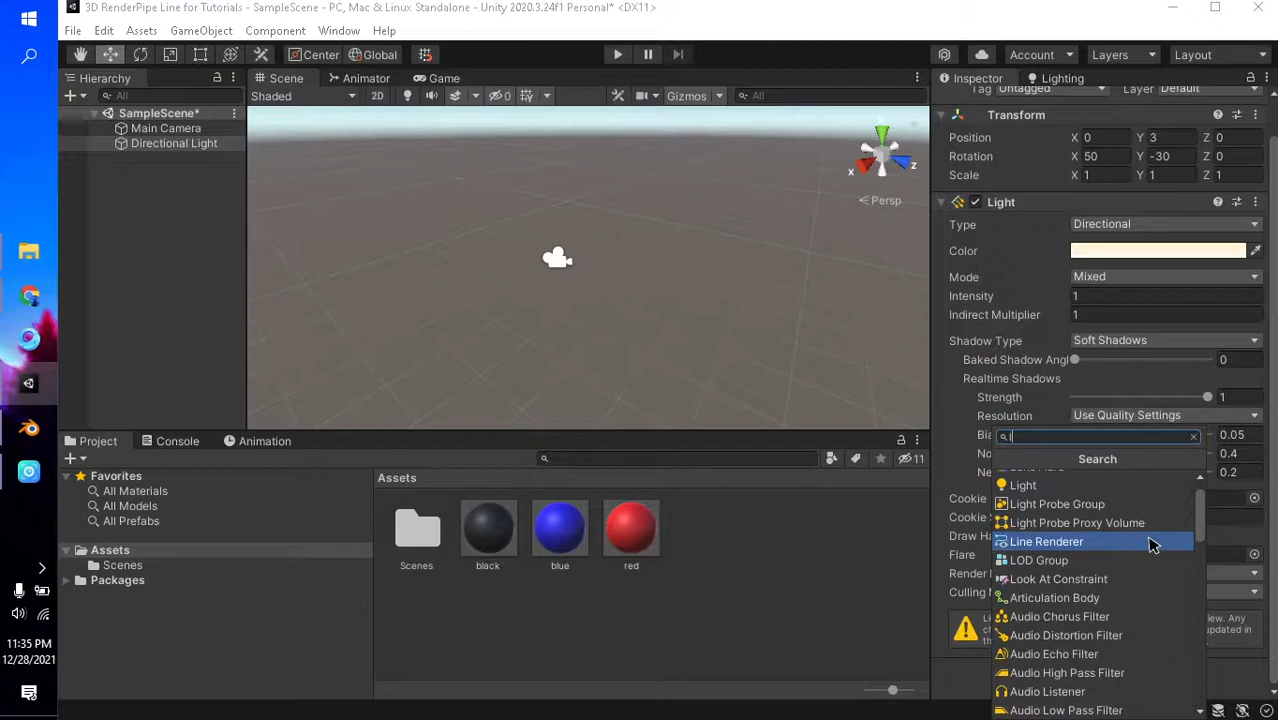 3D RenderPipe Line for Tutorials - SampleScene - PC, Mac & Linux Standalone - Unity 2020.3.24f1 Personal* <DX11>
File Edit Assets GameObject Component Window Help
Center Global Account Layers Layout
Hierarchy Scene Animator Game Inspector Lighting
All Shaded 2D 0 Gizmos All Tag Untagged Layer Default
SampleScene*
Main Camera
Directional Light
x z
Persp
Transform
Position X 0 Y 3 Z 0
Rotation X 50 Y -30 Z 0
Scale X 1 Y 1 Z 1
Light
Type Directional
Color
Mode Mixed
Intensity 1
Indirect Multiplier 1
Shadow Type Soft Shadows
Baked Shadow Angl 0
Realtime Shadows
Strength 1
Resolution Use Quality Settings
Bia 0.05
No 0.4
Ne 0.2
Cookie
Cookie S
Draw Ha
Flare
Render
Culling M
l
Search
Light
Light Probe Group
Light Probe Proxy Volume
Line Renderer
LOD Group
Look At Constraint
Articulation Body
Audio Chorus Filter
Audio Distortion Filter
Audio Echo Filter
Audio High Pass Filter
Audio Listener
Audio Low Pass Filter
Project Console Animation
11
Favorites
All Materials
All Models
All Prefabs
Assets
Scenes
Packages
Assets
Scenes black blue red
11:35 PM
12/28/2021